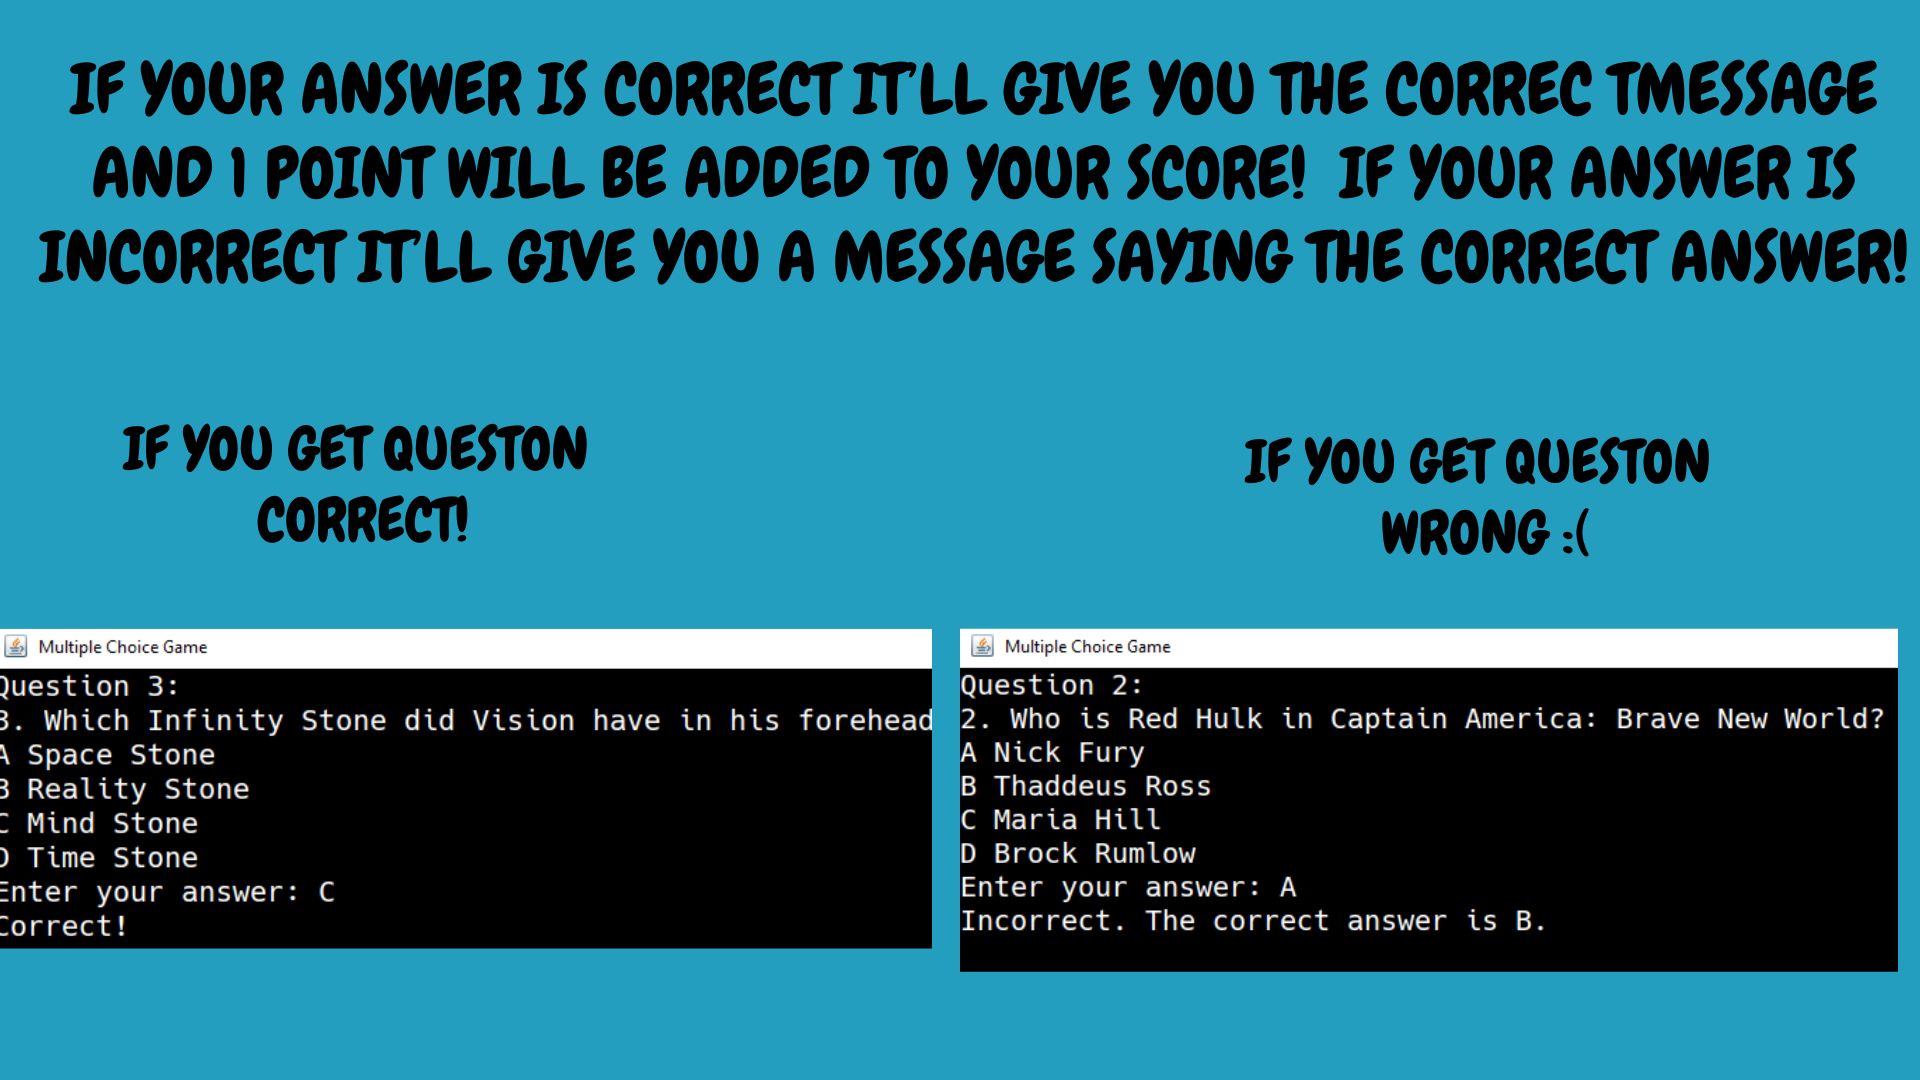 IF YOUR ANSWER IS CORRECT IT'LL GIVE YOU THE CORREC TMESSAGE
AND 1 POINT WILL BE ADDED TO YOUR SCORE! IF YOUR ANSWER IS
INCORRECT IT'LL GIVE YOU A MESSAGE SAYING THE CORRECT ANSWER!
IF YOU GET QUESTON
CORRECT!
IF YOU GET QUESTON
WRONG :(
Multiple Choice Game
Question 3:
3. Which Infinity Stone did Vision have in his forehead
A Space Stone
B Reality Stone
C Mind Stone
D Time Stone
Enter your answer: C
Correct!
Multiple Choice Game
Question 2:
2. Who is Red Hulk in Captain America: Brave New World?
A Nick Fury
B Thaddeus Ross
C Maria Hill
D Brock Rumlow
Enter your answer: A
Incorrect. The correct answer is B.